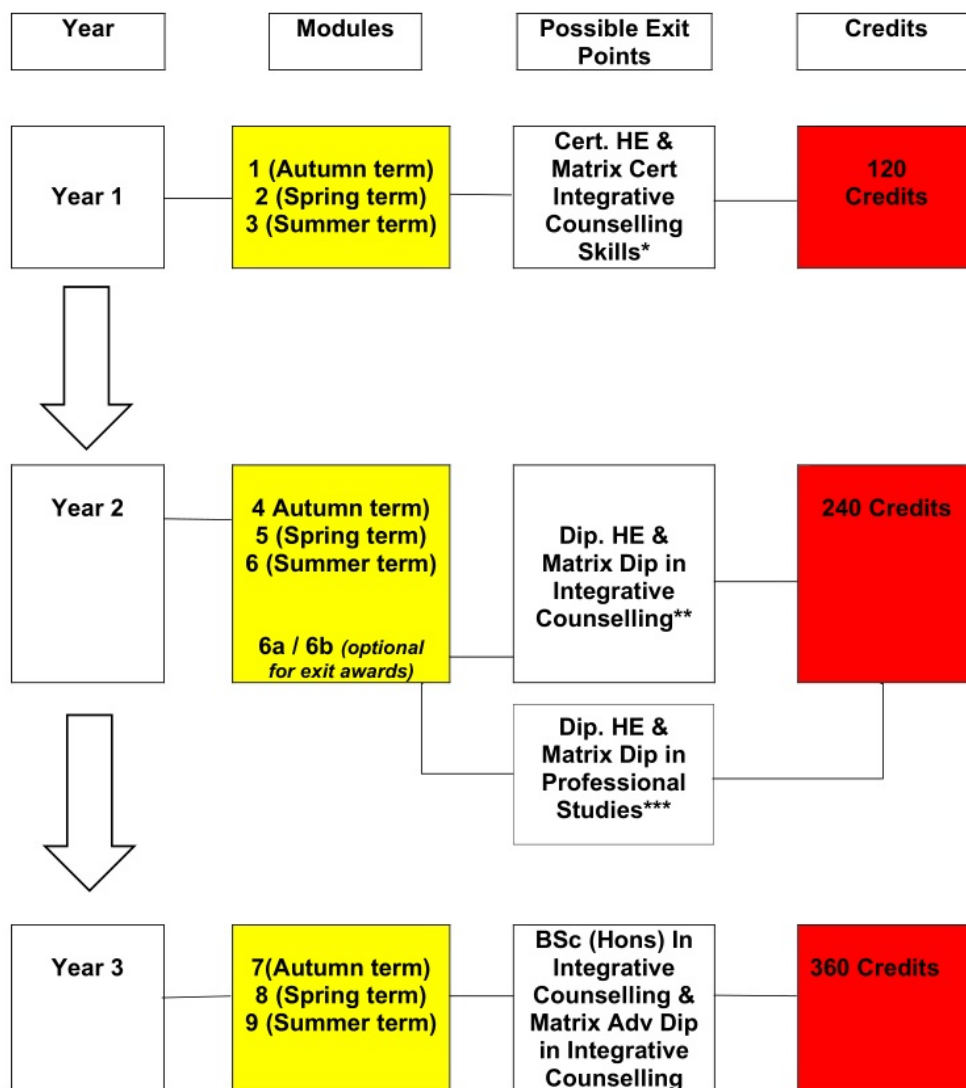 Year
Modules
Possible Exit
Points
Credits
Year 1
1 (Autumn term)
2 (Spring term)
3 (Summer term)
Cert. HE &
Matrix Cert
Integrative
Counselling
Skills*
120
Credits
Year 2
4 Autumn term)
5 (Spring term)
6 (Summer term)
6a / 6b (optional
for exit awards)
Dip. HE &
Matrix Dip in
Integrative
Counselling**
240 Credits
Dip. HE &
Matrix Dip in
Professional
Studies***
Year 3
7(Autumn term)
8 (Spring term)
9 (Summer term)
BSc (Hons) In
Integrative
Counselling &
Matrix Adv Dip
in Integrative
Counselling
360 Credits